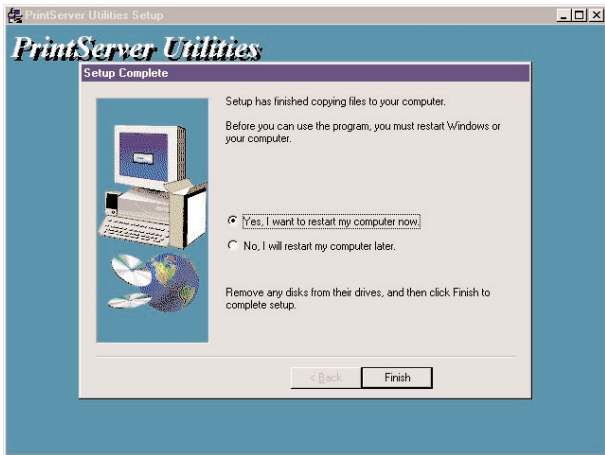 PrintServer Utilities Setup
PrintServer Utilities
Setup Complete
Setup has finished copying files to your computer.
Before you can use the program, you must restart Windows or
your computer.
Yes, I want to restart my computer now.
No, I will restart my computer later.
Remove any disks from their drives, and then click Finish to
complete setup.
< Back
Finish